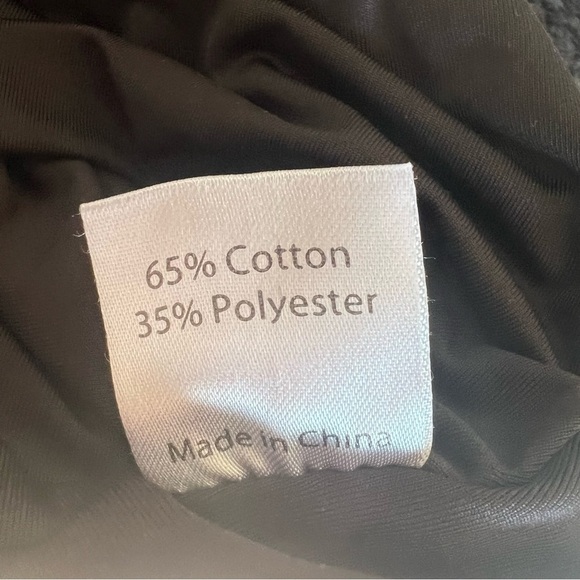 65% Cotton
35% Polyester
Made in China